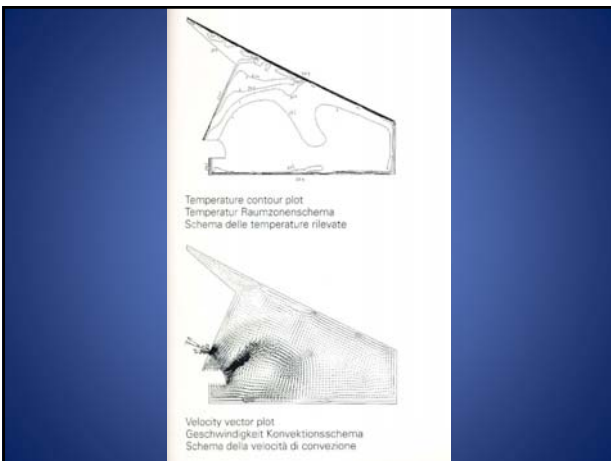 Temperature contour plot
Temperatur Raumzonenschema
Schema delle temperature rilevate
Velocity vector plot
Geschwindigkeit Konvektionsschema
Schema della velocità di convezione